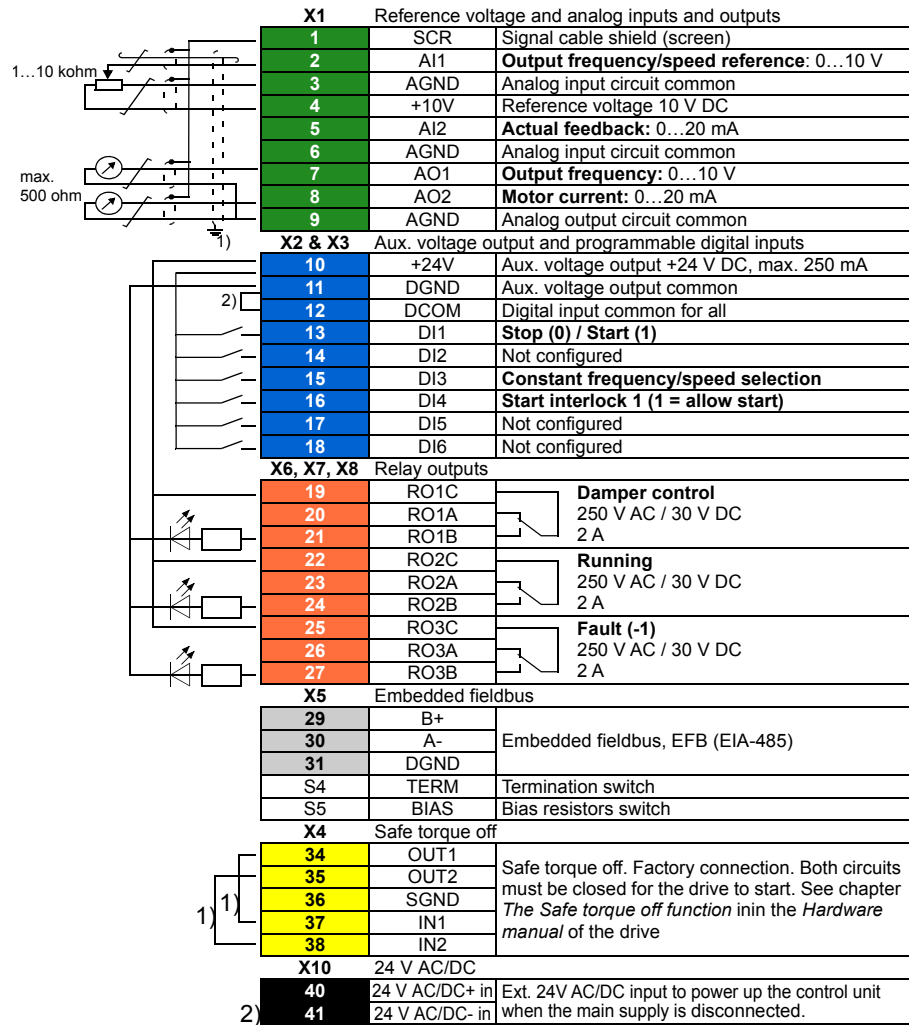 X1 Reference voltage and analog inputs and outputs
1 SCR Signal cable shield (screen)
2 AI1 Output frequency/speed reference: 0…10 V
1…10 kohm
3 AGND Analog input circuit common
4 +10V Reference voltage 10 V DC
5 AI2 Actual feedback: 0…20 mA
6 AGND Analog input circuit common
max.
500 ohm
7 AO1 Output frequency: 0…10 V
8 AO2 Motor current: 0…20 mA
9 AGND Analog output circuit common
1)
X2 & X3 Aux. voltage output and programmable digital inputs
10 +24V Aux. voltage output +24 V DC, max. 250 mA
11 DGND Aux. voltage output common
2)
12 DCOM Digital input common for all
13 DI1 Stop (0) / Start (1)
14 DI2 Not configured
15 DI3 Constant frequency/speed selection
16 DI4 Start interlock 1 (1 = allow start)
17 DI5 Not configured
18 DI6 Not configured
X6, X7, X8 Relay outputs
19 RO1C Damper control
20 RO1A 250 V AC / 30 V DC
21 RO1B 2 A
22 RO2C Running
23 RO2A 250 V AC / 30 V DC
24 RO2B 2 A
25 RO3C Fault (-1)
26 RO3A 250 V AC / 30 V DC
27 RO3B 2 A
X5 Embedded fieldbus
29 B+
30 A- Embedded fieldbus, EFB (EIA-485)
31 DGND
S4 TERM Termination switch
S5 BIAS Bias resistors switch
X4 Safe torque off
34 OUT1
35 OUT2
36 SGND
37 IN1
38 IN2
Safe torque off. Factory connection. Both circuits
must be closed for the drive to start. See chapter
The Safe torque off function inin the Hardware
manual of the drive
1)
1)
X10 24 V AC/DC
40 24 V AC/DC+ in
2)
41 24 V AC/DC- in
Ext. 24V AC/DC input to power up the control unit
when the main supply is disconnected.